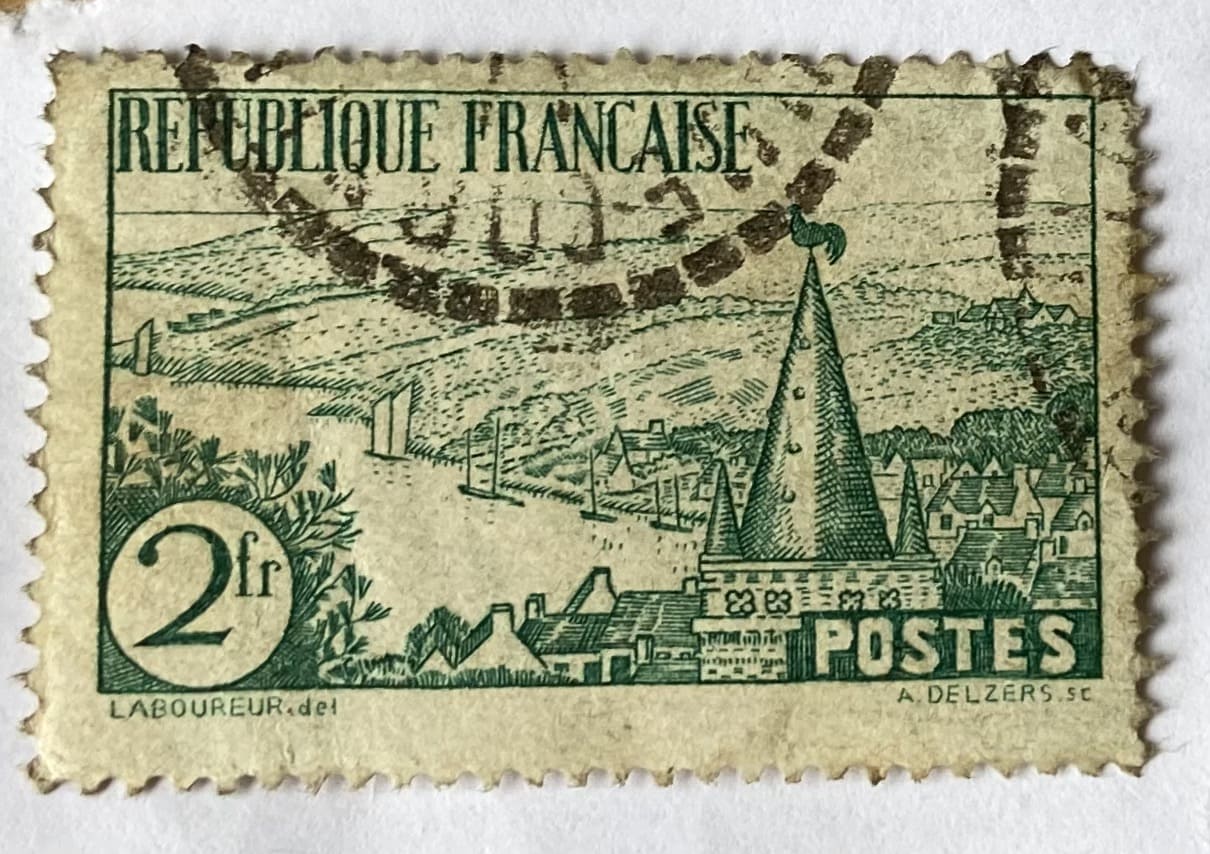 REPUBLIQUE FRANCAISE
2fr
POSTES
LABOUREUR.del
A.DELZERS.sc